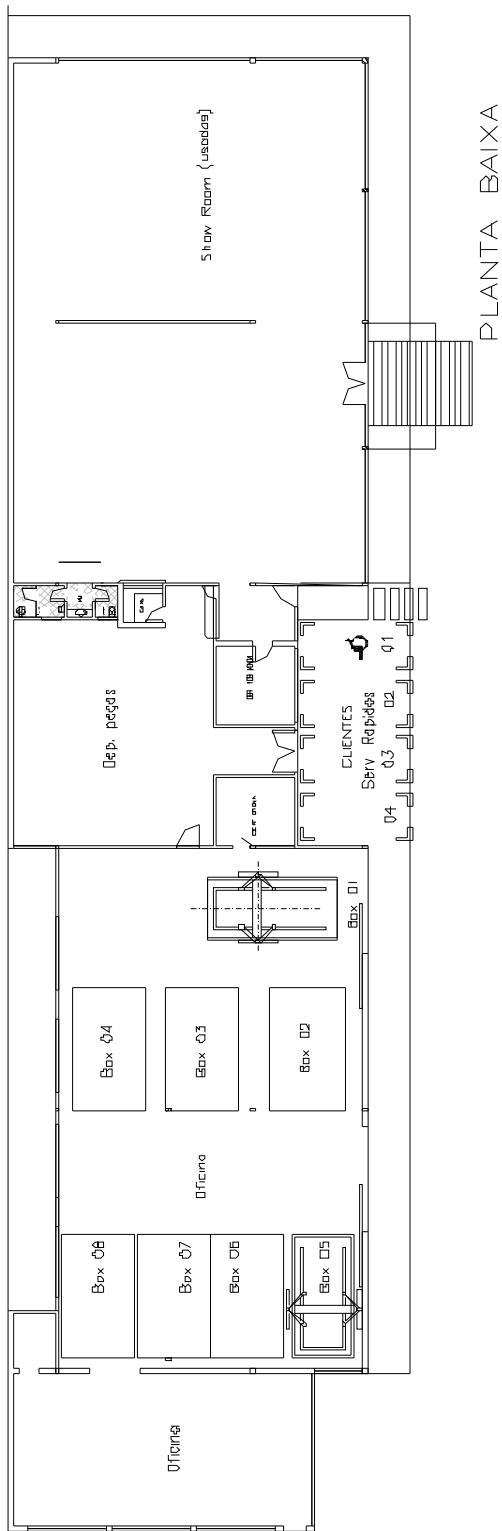 PLANTA BAIXA
Show Room (usados)
Dep. peças
CLIENTES
Serv Rapidos
01
02
03
04
Box 01
Box 02
Box 03
Box 04
Oficina
Box 05
Box 06
Box 07
Box 08
Oficina